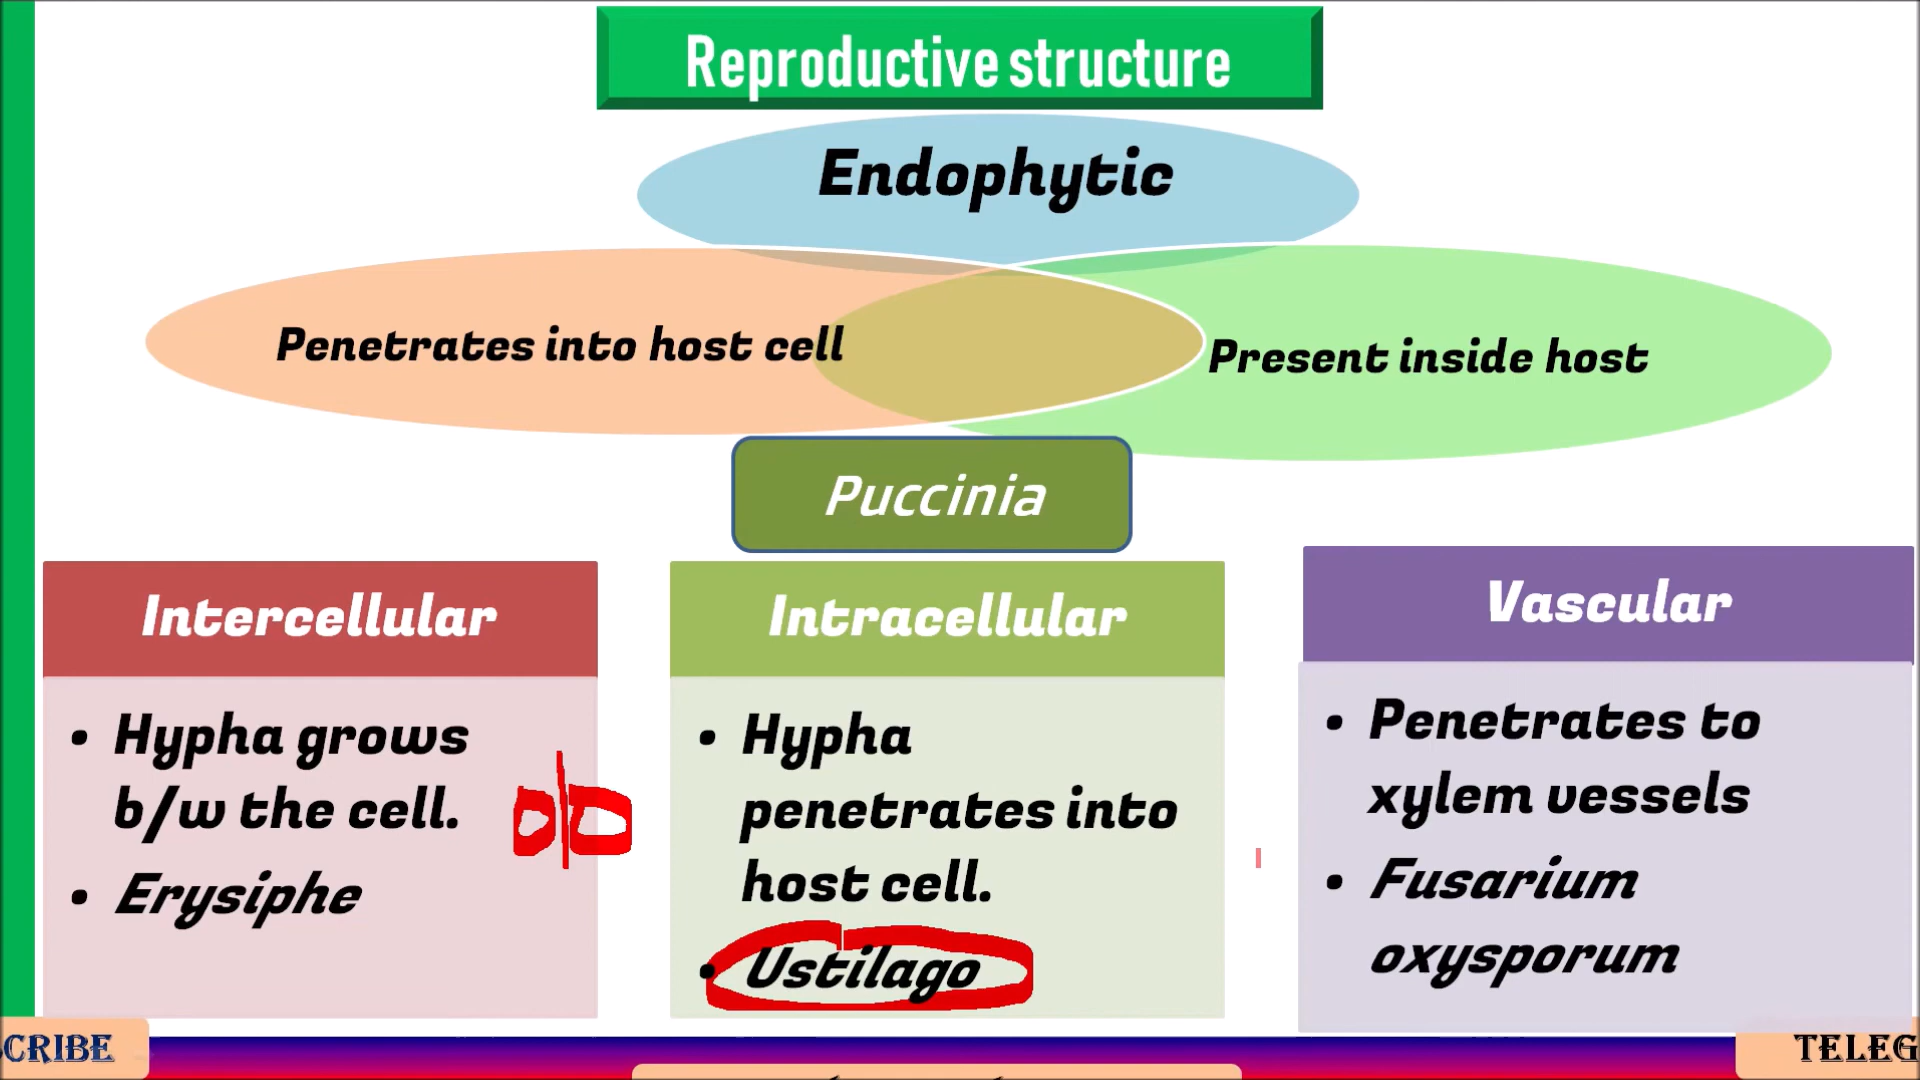 Reproductive structure
Endophytic
Penetrates into host cell
Present inside host
Puccinia
Intercellular
• Hypha grows
b/w the cell.
• Erysiphe
Intracellular
• Hypha
penetrates into
host cell.
• Ustilago
Vascular
• Penetrates to
xylem vessels
• Fusarium
oxysporum
CRIBE
TELEG